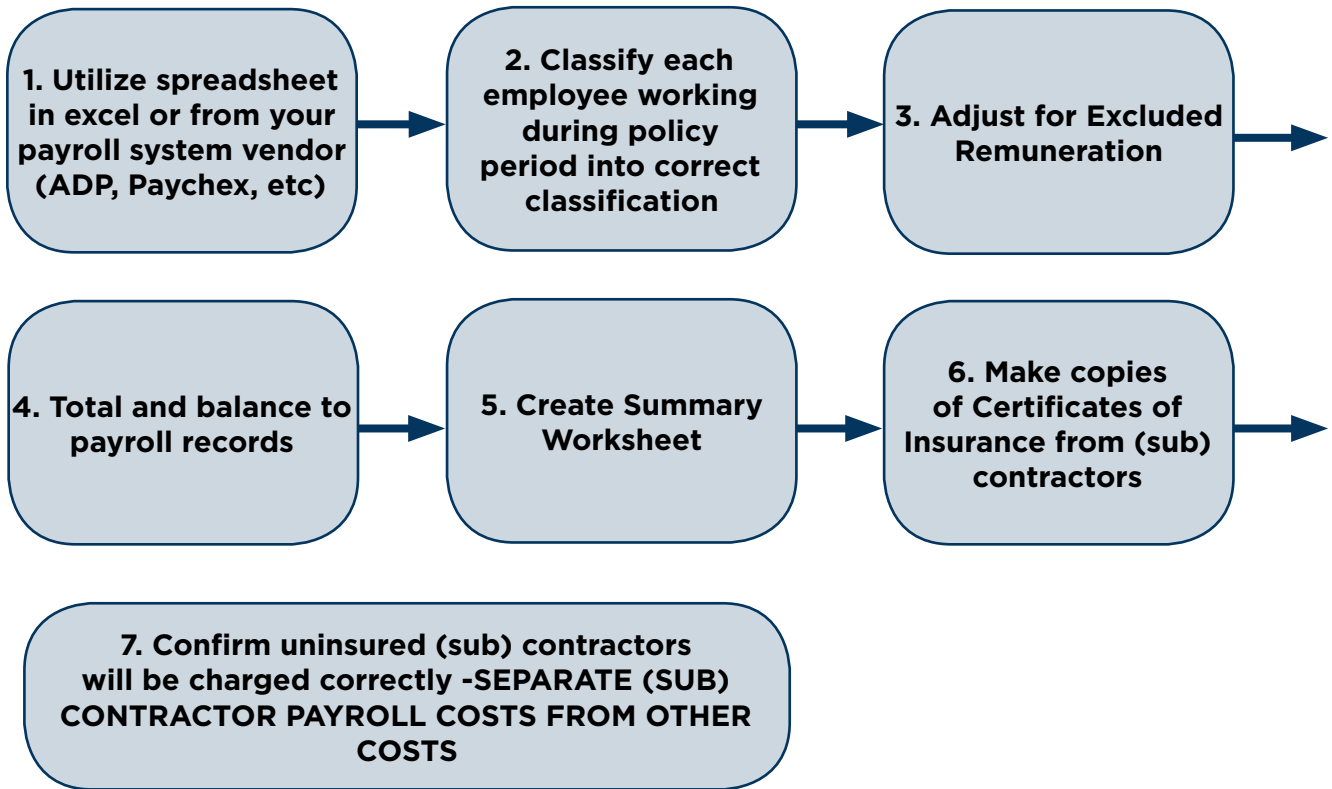 1. Utilize spreadsheet
in excel or from your
payroll system vendor
(ADP, Paychex, etc)
2. Classify each
employee working
during policy
period into correct
classification
3. Adjust for Excluded
Remuneration
4. Total and balance to
payroll records
5. Create Summary
Worksheet
6. Make copies
of Certificates of
Insurance from (sub)
contractors
7. Confirm uninsured (sub) contractors
will be charged correctly -SEPARATE (SUB)
CONTRACTOR PAYROLL COSTS FROM OTHER
COSTS